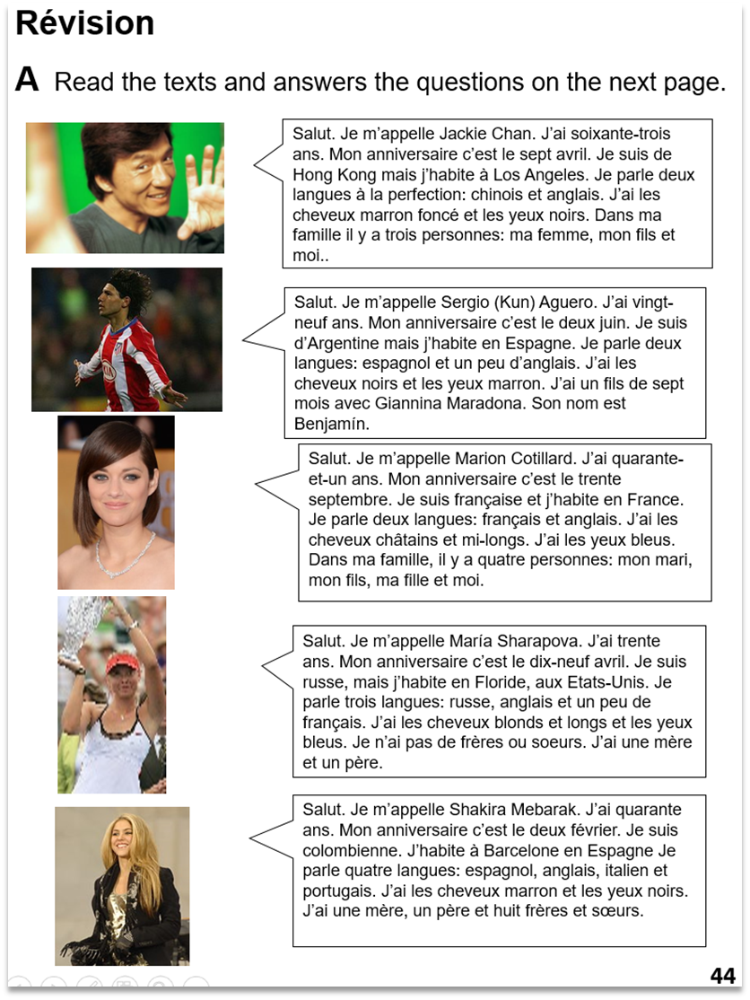 Révision
A Read the texts and answers the questions on the next page.
Salut. Je m’appelle Jackie Chan. J’ai soixante-trois
ans. Mon anniversaire c’est le sept avril. Je suis de
Hong Kong mais j’habite à Los Angeles. Je parle deux
langues à la perfection: chinois et anglais. J’ai les
cheveux marron foncé et les yeux noirs. Dans ma
famille il y a trois personnes: ma femme, mon fils et
moi..
Salut. Je m’appelle Sergio (Kun) Aguero. J’ai vingt-
neuf ans. Mon anniversaire c’est le deux juin. Je suis
d’Argentine mais j’habite en Espagne. Je parle deux
langues: espagnol et un peu d’anglais. J’ai les
cheveux noirs et les yeux marron. J’ai un fils de sept
mois avec Giannina Maradona. Son nom est
Benjamín.
Salut. Je m’appelle Marion Cotillard. J’ai quarante-
et-un ans. Mon anniversaire c’est le trente
septembre. Je suis française et j’habite en France.
Je parle deux langues: français et anglais. J’ai les
cheveux châtains et mi-longs. J’ai les yeux bleus.
Dans ma famille, il y a quatre personnes: mon mari,
mon fils, ma fille et moi.
Salut. Je m’appelle María Sharapova. J’ai trente
ans. Mon anniversaire c’est le dix-neuf avril. Je suis
russe, mais j’habite en Floride, aux Etats-Unis. Je
parle trois langues: russe, anglais et un peu de
français. J’ai les cheveux blonds et longs et les yeux
bleus. Je n’ai pas de frères ou soeurs. J’ai une mère
et un père.
Salut. Je m’appelle Shakira Mebarak. J’ai quarante
ans. Mon anniversaire c’est le deux février. Je suis
colombienne. J’habite à Barcelone en Espagne Je
parle quatre langues: espagnol, anglais, italien et
portugais. J’ai les cheveux marron et les yeux noirs.
J’ai une mère, un père et huit frères et sœurs.
44